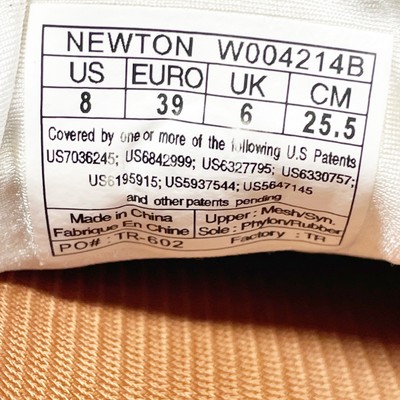 NEWTON W004214B
US EURO UK CM
8 39 6 25.5
Covered by one or more of the following U.S Patents
US7036245; US6842999; US6327795; US6330757;
US6195915; US5937544; US5647145
and other patents pending
Made in China Upper : Mesh/Syn.
Fabrique En Chine Sole : Phylon/Rubber
PO# : TR-602 Factory : TR